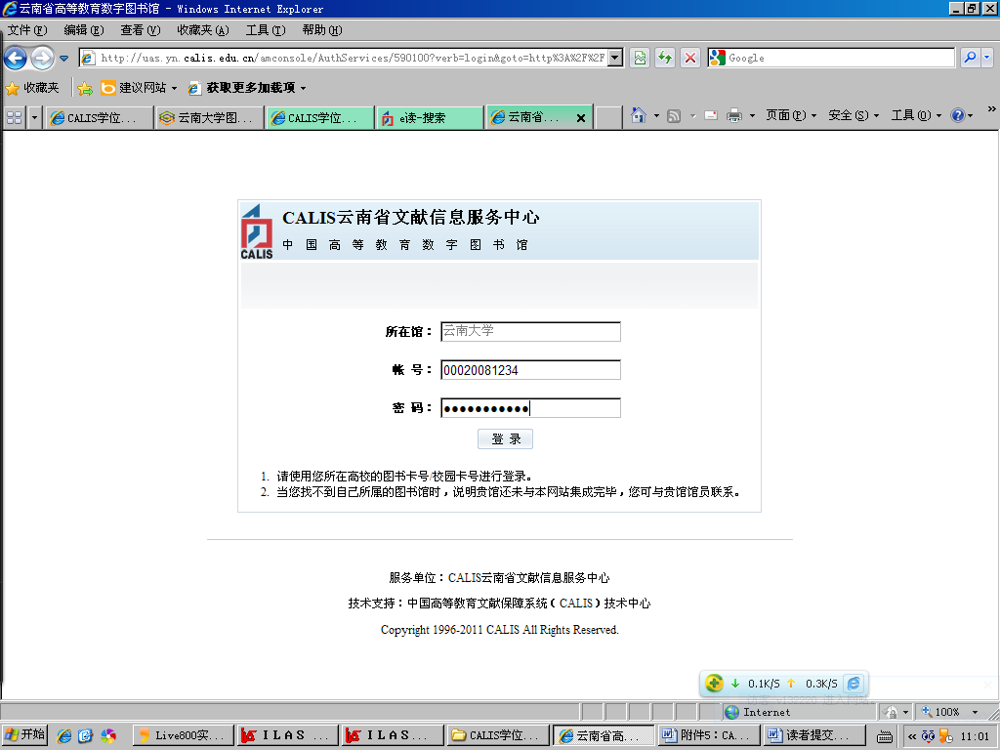 云南省高等教育数字图书馆 - Windows Internet Explorer
文件(F) 编辑(E) 查看(V) 收藏夹(A) 工具(T) 帮助(H)
http://uas.yn.calis.edu.cn/amconsole/AuthServices/590100?verb=login&goto=http%3A%2F%2F Google
收藏夹 建议网站 获取更多加载项
CALIS学位... 云南大学图... CALIS学位... e读-搜索 云南省... 页面(P) 安全(S) 工具(O) »
CALIS云南省文献信息服务中心
CALIS 中 国 高 等 教 育 数 字 图 书 馆
所在馆： 云南大学
帐 号： 00020081234
密 码： ●●●●●●●●●●●
登 录
1. 请使用您所在高校的图书卡号/校园卡号进行登录。
2. 当您找不到自己所属的图书馆时，说明贵馆还未与本网站集成完毕，您可与贵馆馆员联系。
服务单位：CALIS云南省文献信息服务中心
技术支持：中国高等教育文献保障系统（CALIS）技术中心
Copyright 1996-2011 CALIS All Rights Reserved.
0.1K/S 0.3K/S
Internet 100%
开始 Live800实... I L A S ... I L A S ... CALIS学位... 云南省高... 附件5：CA... 读者提交... « 11:01